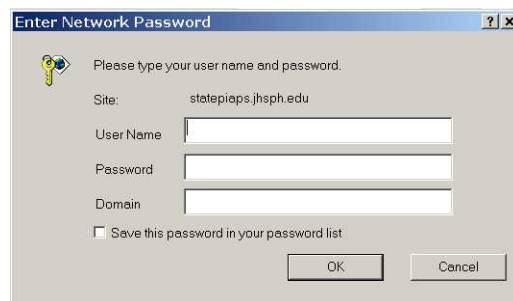 Enter Network Password
? X
Please type your user name and password.
Site: statepiaps.jhsph.edu
User Name
Password
Domain
Save this password in your password list
OK Cancel